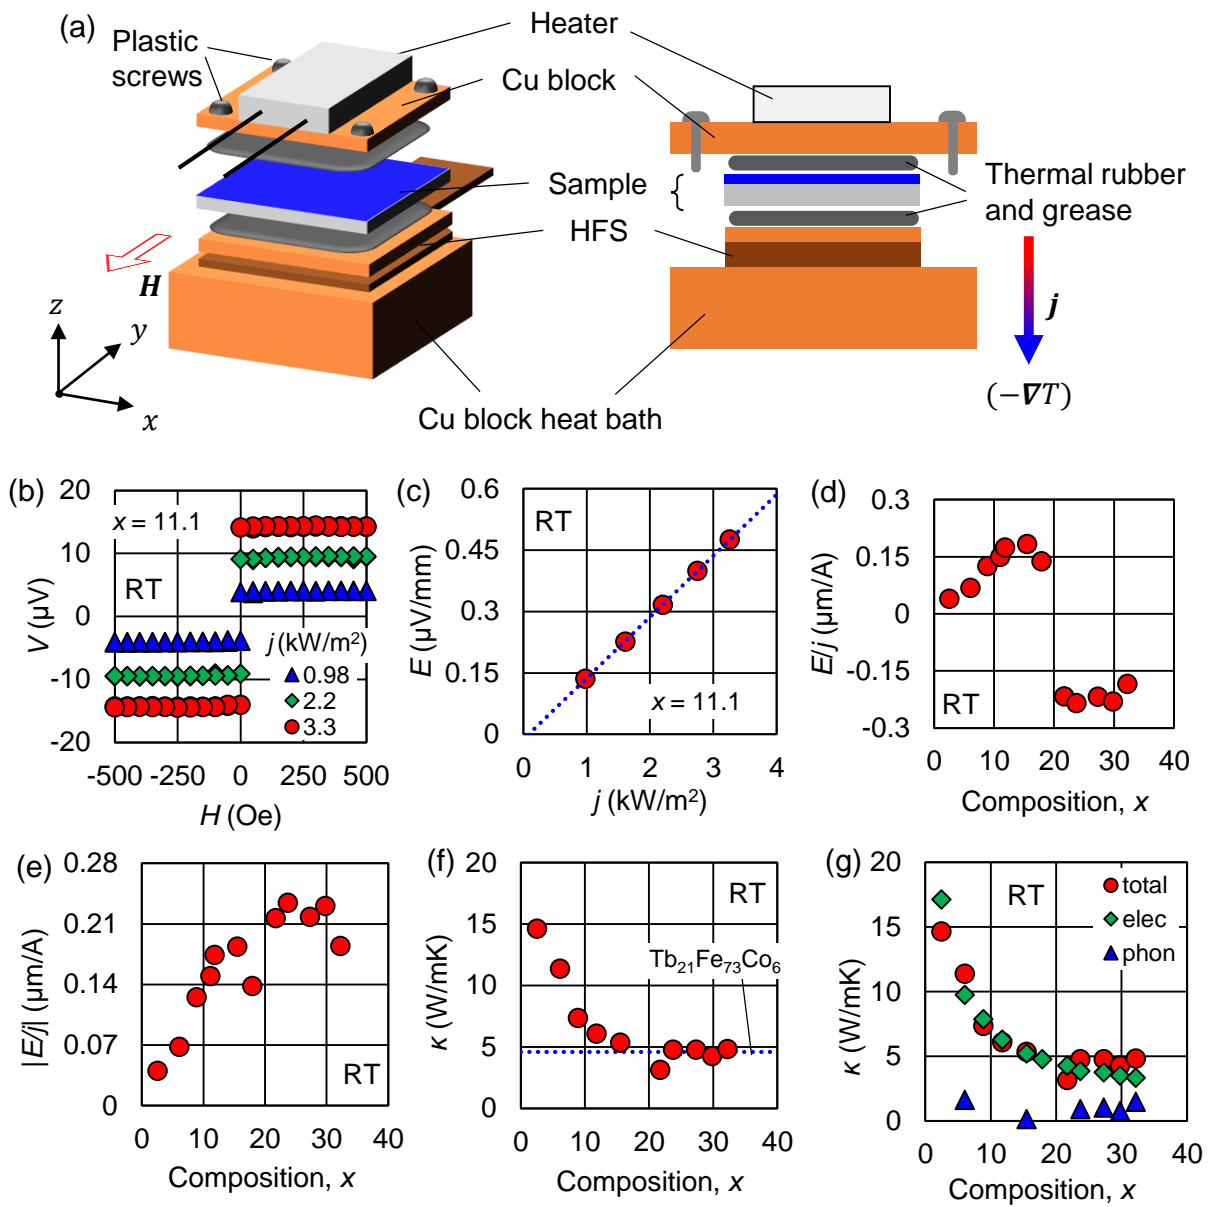 (a)
Plastic
screws
Heater
Cu block
Sample
HFS
H
z
y
x
Cu block heat bath
Thermal rubber
and grease
j
(−∇T)
(b)
20
10
0
-10
-20
V (µV)
x = 11.1
RT
j (kW/m²)
0.98
2.2
3.3
-500 -250 0 250 500
H (Oe)
(c)
0.6
0.45
0.3
0.15
0
E (µV/mm)
RT
x = 11.1
0 1 2 3 4
j (kW/m²)
(d)
0.3
0.15
0
-0.15
-0.3
E/j (µm/A)
RT
0 10 20 30 40
Composition, x
(e)
0.28
0.21
0.14
0.07
0
|E/j| (µm/A)
RT
0 10 20 30 40
Composition, x
(f)
20
15
10
5
0
κ (W/mK)
RT
Tb₂₁Fe₇₃Co₆
0 10 20 30 40
Composition, x
(g)
20
15
10
5
0
κ (W/mK)
RT
total
elec
phon
0 10 20 30 40
Composition, x